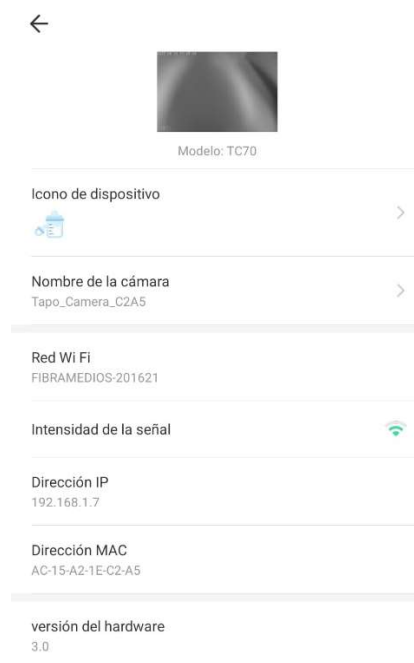 Modelo: TC70
Icono de dispositivo
Nombre de la cámara
Tapo_Camera_C2A5
Red Wi Fi
FIBRAMEDIOS-201621
Intensidad de la señal
Dirección IP
192.168.1.7
Dirección MAC
AC-15-A2-1E-C2-A5
versión del hardware
3.0